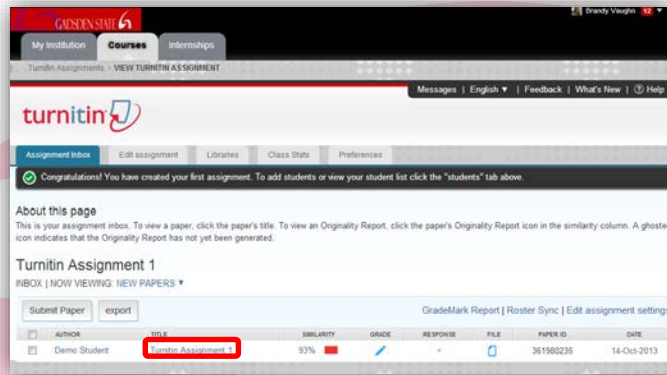 GADSDEN STATE
Brandy Vaughn 12
My Institution Courses Internships
Turnitin Assignments VIEW TURNITIN ASSIGNMENT
Messages | English ▼ | Feedback | What's New | ? Help
turnitin
Assignment Inbox Edit assignment Libraries Class Stats Preferences
Congratulations! You have created your first assignment. To add students or view your student list click the "students" tab above.
About this page
This is your assignment inbox. To view a paper, click the paper's title. To view an Originality Report, click the paper's Originality Report icon in the similarity column. A ghosted
icon indicates that the Originality Report has not yet been generated.
Turnitin Assignment 1
INBOX | NOW VIEWING: NEW PAPERS ▼
Submit Paper export GradeMark Report | Roster Sync | Edit assignment settings
AUTHOR TITLE SIMILARITY GRADE RESPONSE FILE PAPER ID DATE
Demo Student Turnitin Assignment 1 93% 361980235 14-Oct-2013